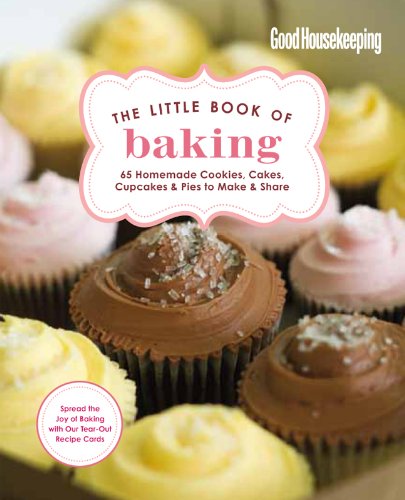 Good Housekeeping
THE LITTLE BOOK OF
baking
65 Homemade Cookies, Cakes,
Cupcakes & Pies to Make & Share
Spread the
Joy of Baking
with Our Tear-Out
Recipe Cards